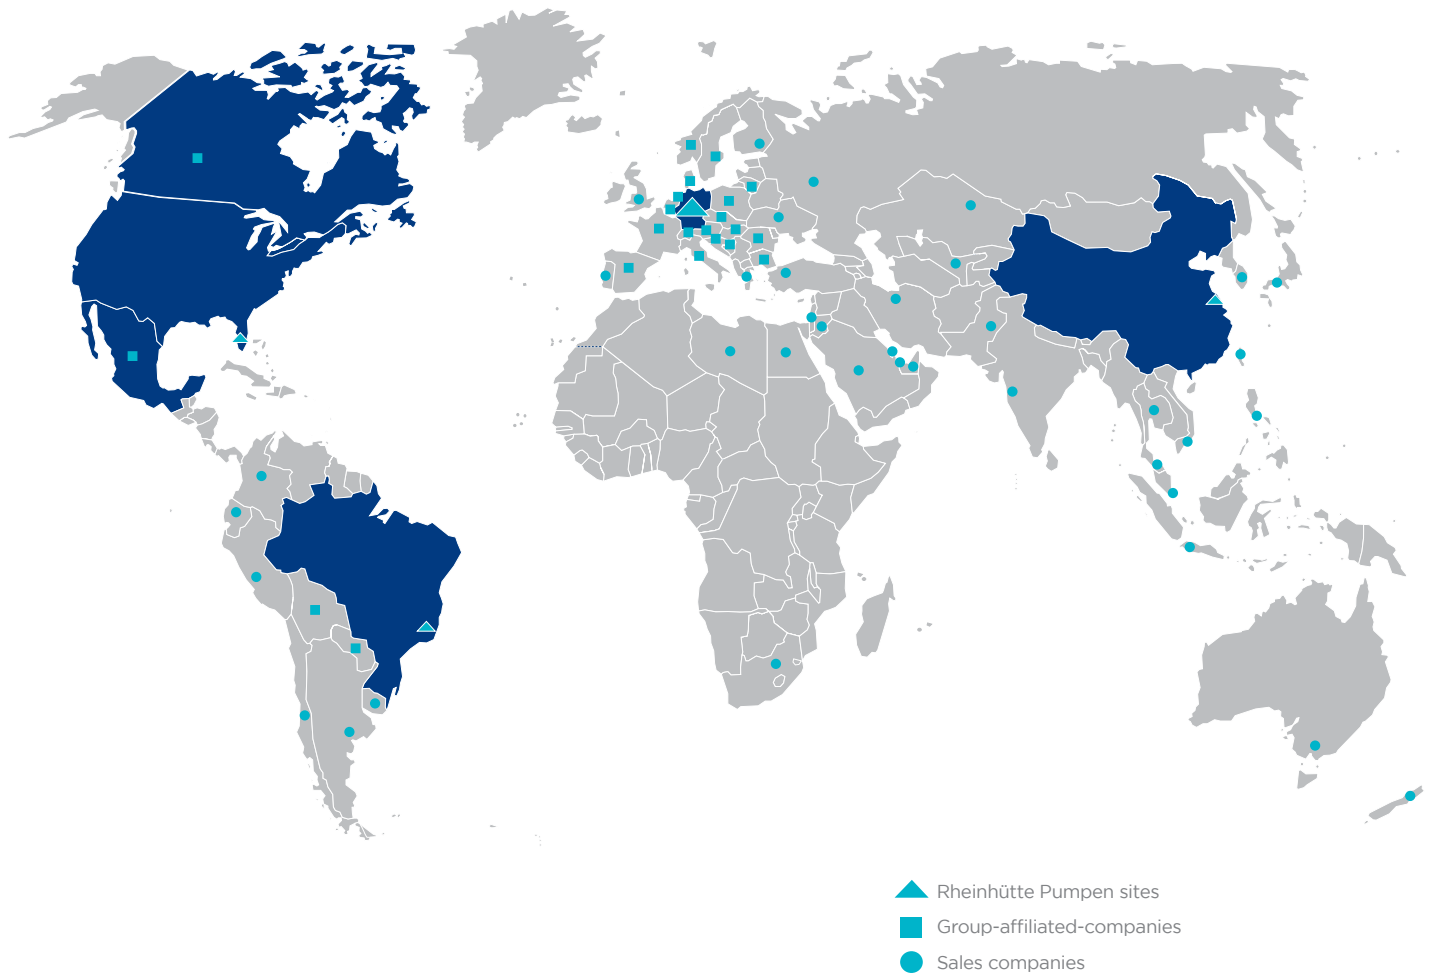 Rheinhütte Pumpen sites
Group-affiliated-companies
Sales companies